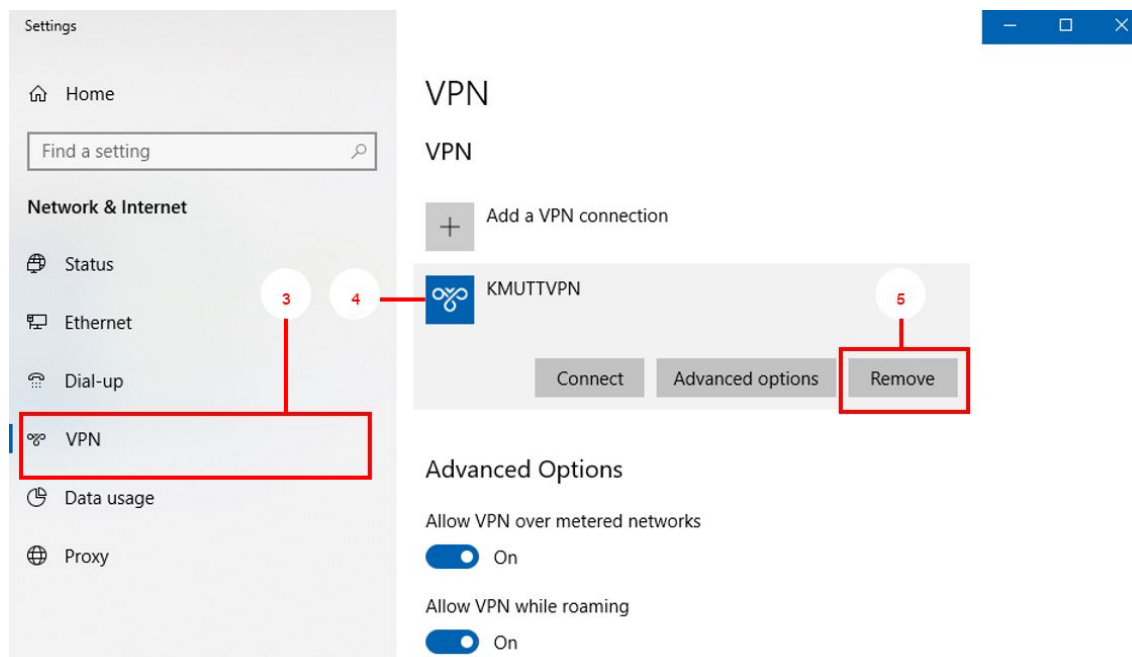 Settings
Home
Find a setting
Network & Internet
Status
Ethernet
Dial-up
VPN
Data usage
Proxy
3
4
VPN
VPN
Add a VPN connection
KMUTTVPN
5
Connect
Advanced options
Remove
Advanced Options
Allow VPN over metered networks
On
Allow VPN while roaming
On